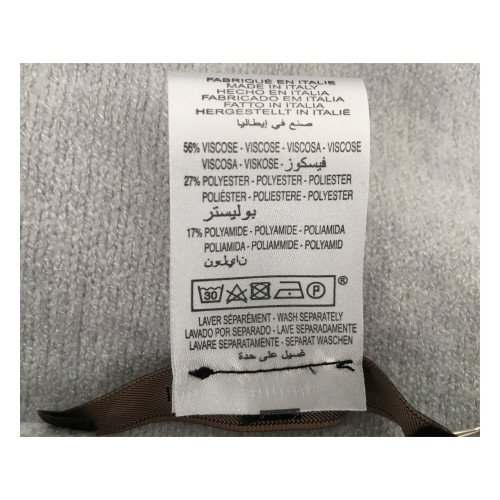 FABRIQUÉ EN ITALIE
MADE IN ITALY
HECHO EN ITALIA
FABRICADO EM ITALIA
FATTO IN ITALIA
HERGESTELLT IN ITALIË
صنع في إيطاليا
56% VISCOSE - VISCOSE - VISCOSA - VISCOSE
VISCOSA - VISKOSE - فيسكوز
27% POLYESTER - POLYESTER - POLIESTER
POLIESTER - POLIESTERE - POLYESTER
بوليستر
17% POLYAMIDE - POLYAMIDE - POLIAMIDA
POLIAMIDA - POLIAMMIDE - POLYAMID
نايلون
30 P ®
LAVER SÉPARÉMENT - WASH SEPARATELY
LAVADO POR SEPARADO - LAVE SEPARADAMENTE
LAVARE SEPARATAMENTE - SEPARAT WASCHEN
غسيل على حدة